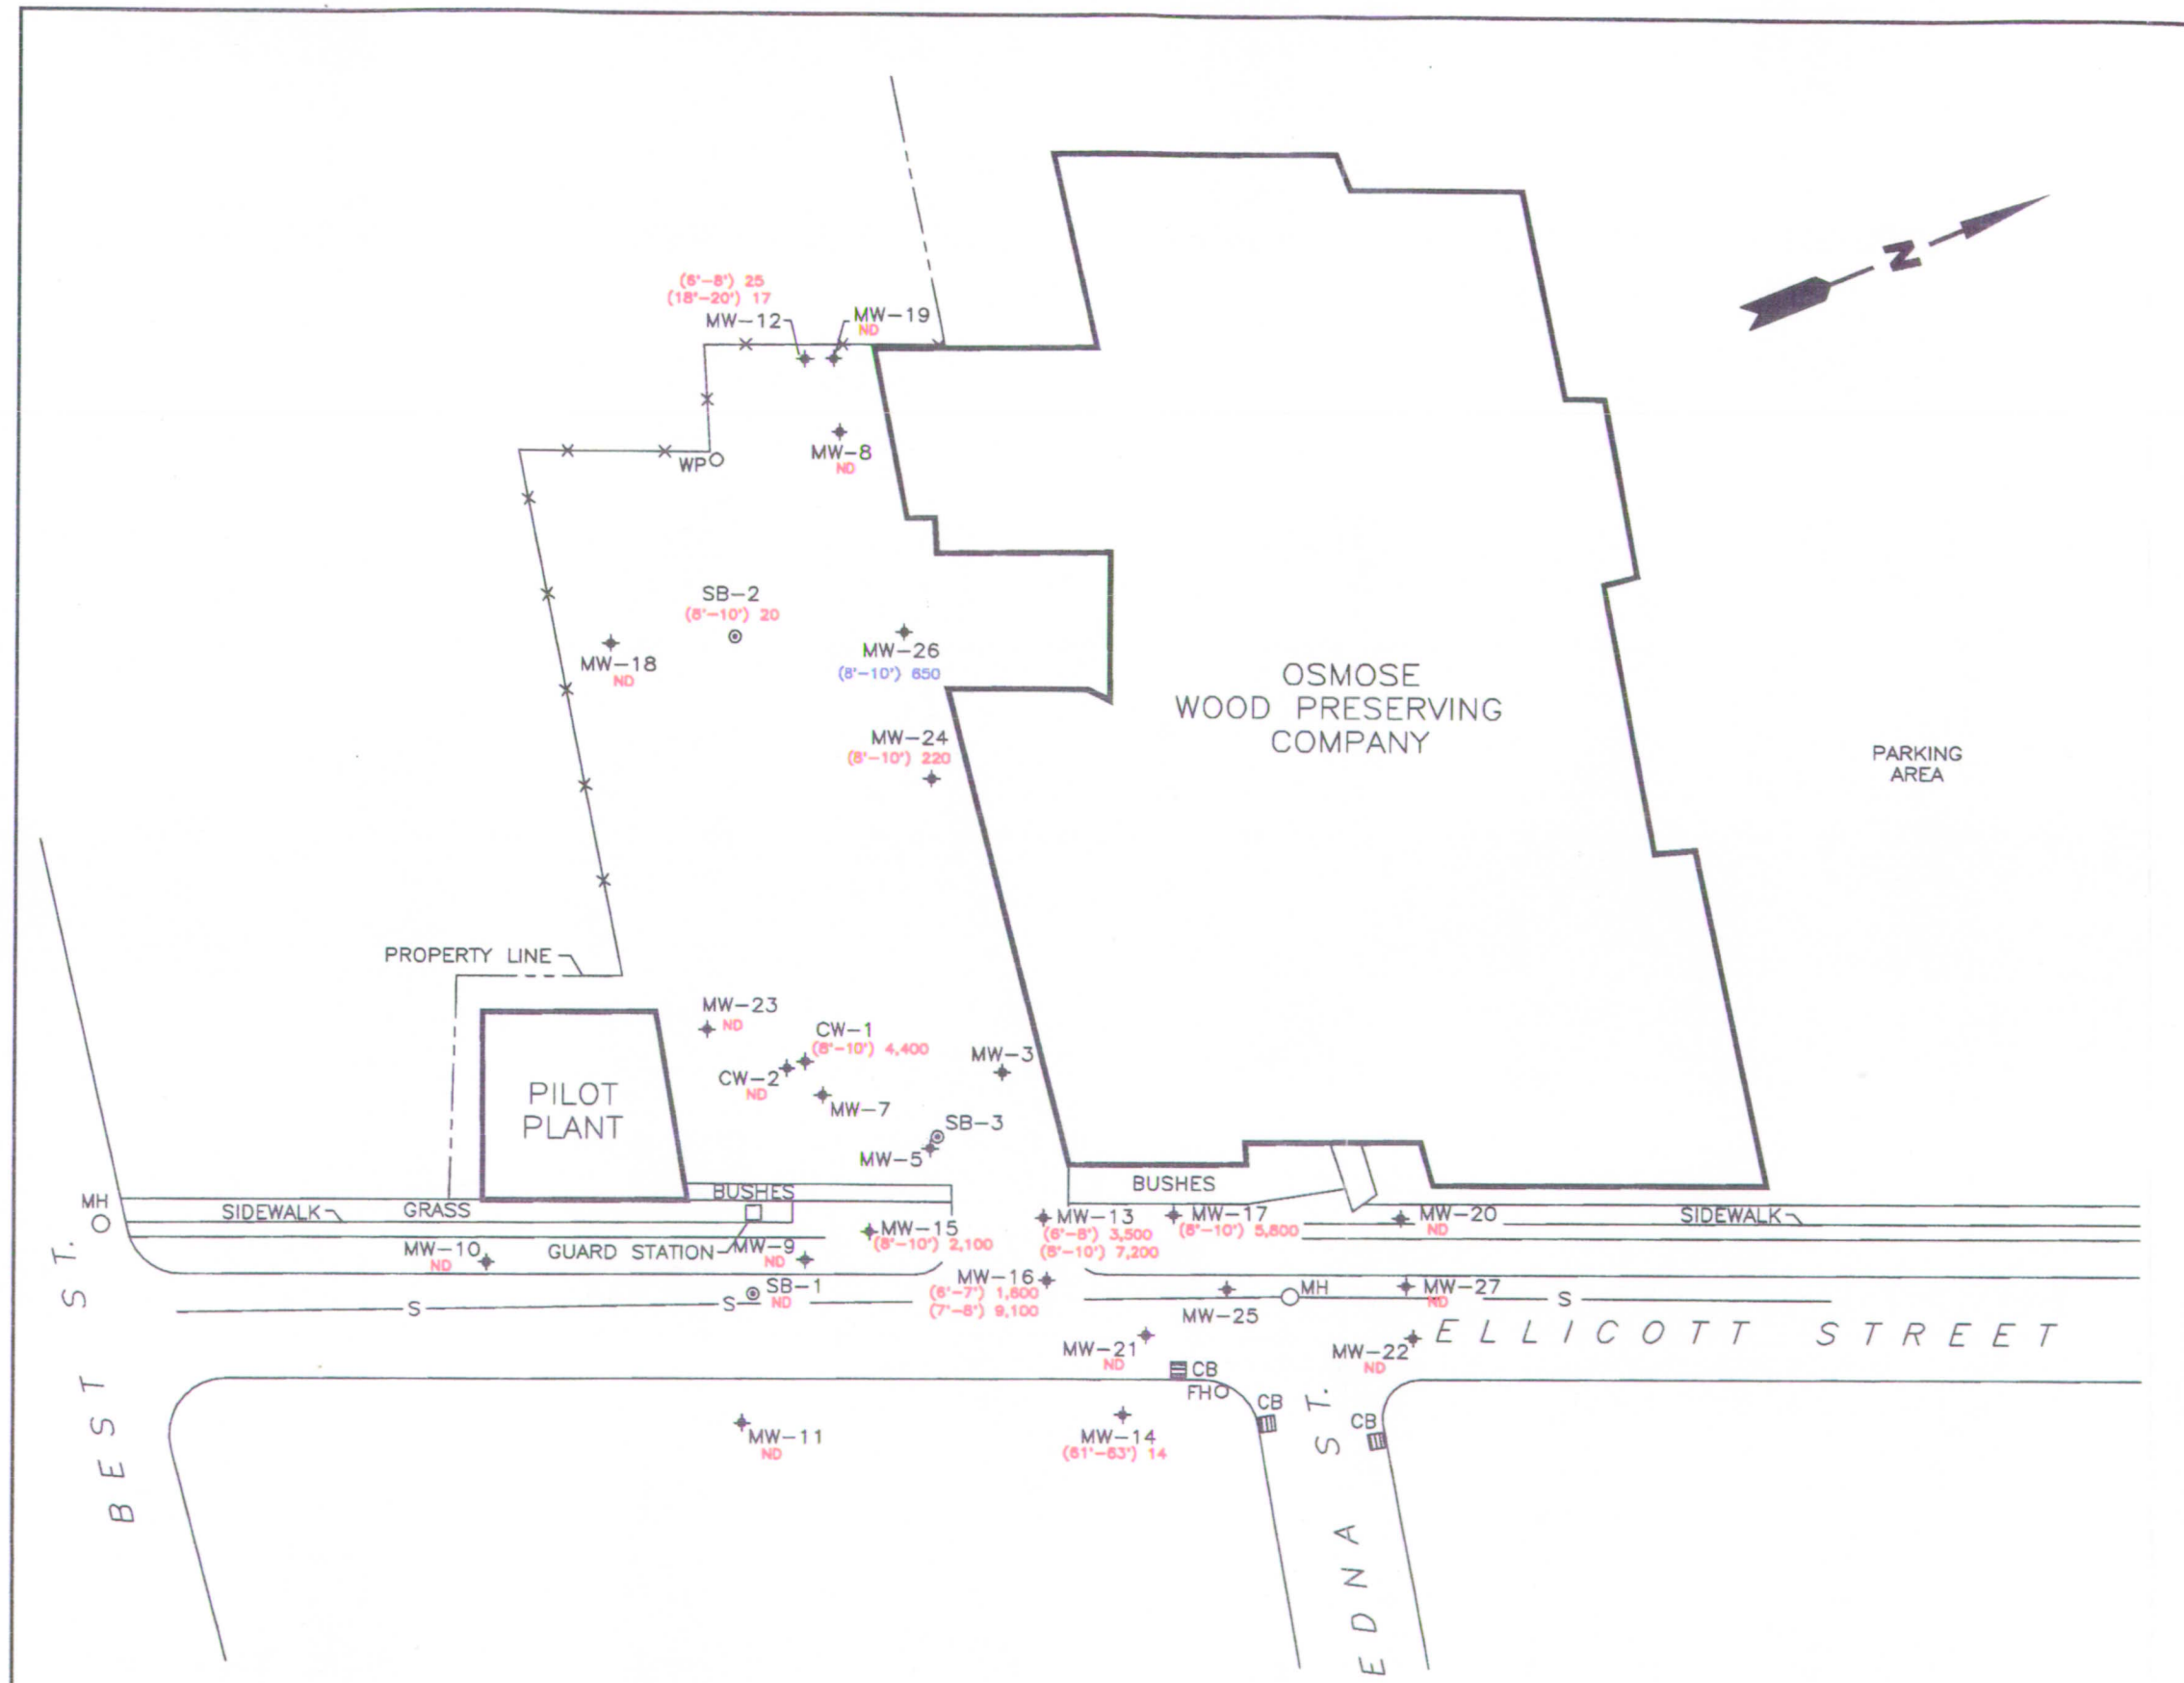 N
(6'-8') 25
(18'-20') 17
MW-12
MW-19
ND
WP
MW-8
ND
SB-2
(8'-10') 20
MW-18
ND
MW-26
(8'-10') 650
OSMOSE
WOOD PRESERVING
COMPANY
MW-24
(8'-10') 220
PARKING
AREA
PROPERTY LINE
MW-23
ND
CW-1
(8'-10') 4,400
MW-3
CW-2
ND
PILOT
PLANT
MW-7
SB-3
MW-5
BUSHES
BUSHES
MH
SIDEWALK
GRASS
MW-15
(8'-10') 2,100
MW-13
(6'-8') 3,500
(8'-10') 7,200
MW-17
(8'-10') 5,800
MW-20
ND
SIDEWALK
MW-10
ND
GUARD STATION
MW-9
ND
SB-1
ND
MW-16
(6'-7') 1,600
(7'-8') 9,100
MH
MW-27
ND
S
S
S
MW-25
MW-21
ND
MW-22
ND
ELLICOTT STREET
CB
FH
CB
CB
MW-11
ND
MW-14
(61'-63') 14
BEST ST.
EDNA ST.